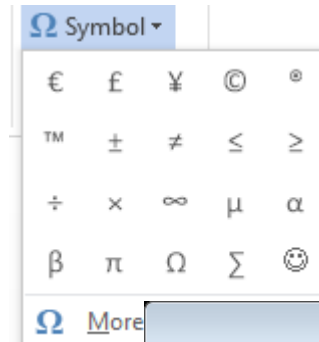 Ω Symbol
€ £ ¥ © ®
™ ± ≠ ≤ ≥
÷ × ∞ µ α
β π Ω ∑ ☺
Ω More